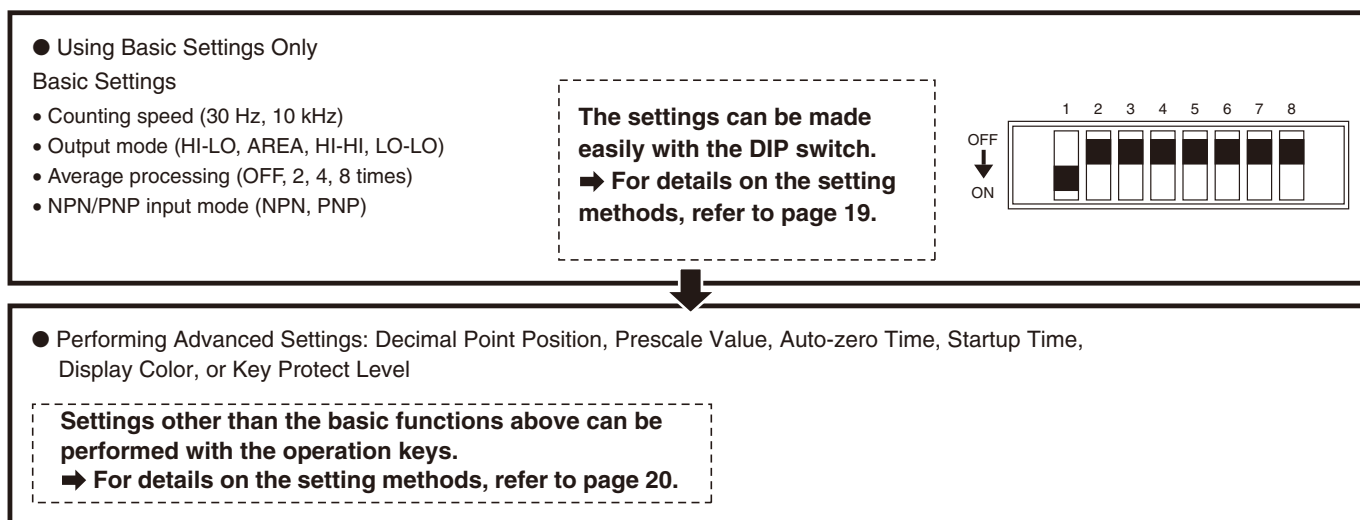 ● Using Basic Settings Only
Basic Settings
• Counting speed (30 Hz, 10 kHz)
• Output mode (HI-LO, AREA, HI-HI, LO-LO)
• Average processing (OFF, 2, 4, 8 times)
• NPN/PNP input mode (NPN, PNP)
The settings can be made
easily with the DIP switch.
➡ For details on the setting
methods, refer to page 19.
1 2 3 4 5 6 7 8
OFF
ON
● Performing Advanced Settings: Decimal Point Position, Prescale Value, Auto-zero Time, Startup Time,
Display Color, or Key Protect Level
Settings other than the basic functions above can be
performed with the operation keys.
➡ For details on the setting methods, refer to page 20.